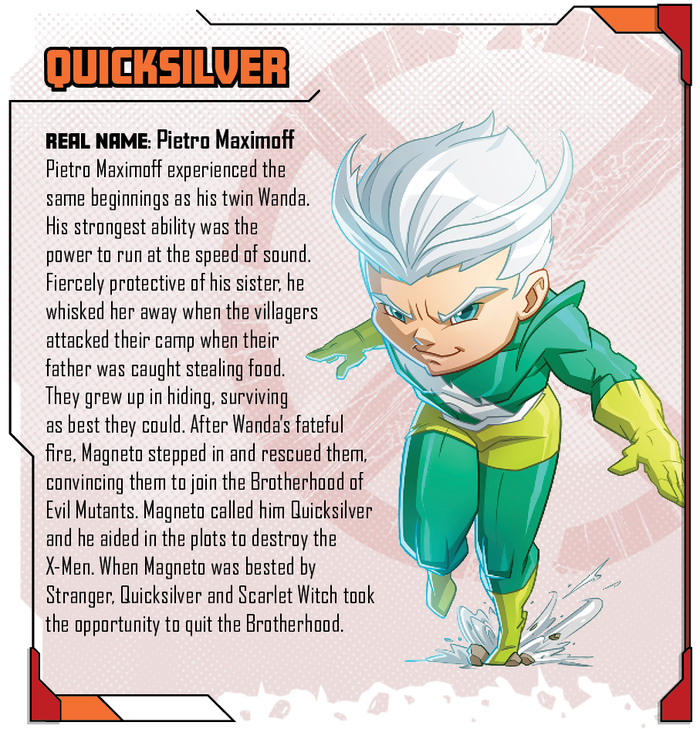 QUICKSILVER
REAL NAME: Pietro Maximoff
Pietro Maximoff experienced the
same beginnings as his twin Wanda.
His strongest ability was the
power to run at the speed of sound.
Fiercely protective of his sister, he
whisked her away when the villagers
attacked their camp when their
father was caught stealing food.
They grew up in hiding, surviving
as best they could. After Wanda's fateful
fire, Magneto stepped in and rescued them,
convincing them to join the Brotherhood of
Evil Mutants. Magneto called him Quicksilver
and he aided in the plots to destroy the
X-Men. When Magneto was bested by
Stranger, Quicksilver and Scarlet Witch took
the opportunity to quit the Brotherhood.